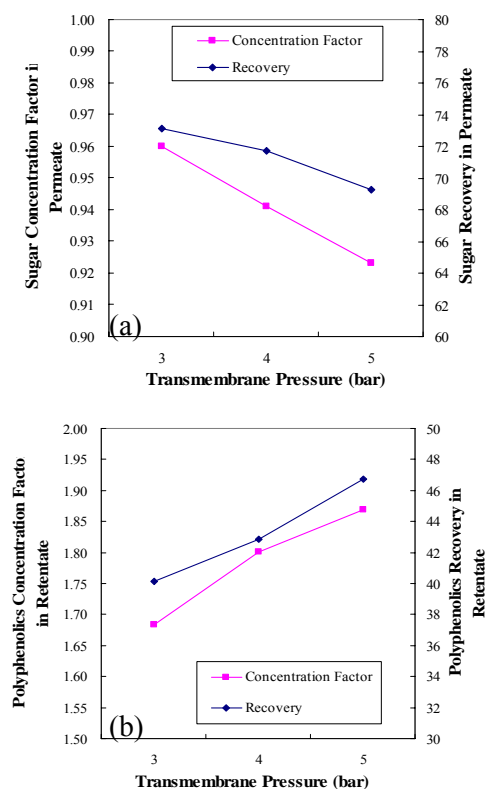 Sugar Concentration Factor i
Permeate
1.00
0.99
0.98
0.97
0.96
0.95
0.94
0.93
0.92
0.91
0.90
Concentration Factor
Recovery
80
78
76
74
72
70
68
66
64
62
60
Sugar Recovery in Permeate
(a)
3 4 5
Transmembrane Pressure (bar)
Polyphenolics Concentration Facto
in Retentate
2.00
1.95
1.90
1.85
1.80
1.75
1.70
1.65
1.60
1.55
1.50
Concentration Factor
Recovery
50
48
46
44
42
40
38
36
34
32
30
Polyphenolics Recovery in
Retentate
(b)
3 4 5
Transmembrane Pressure (bar)